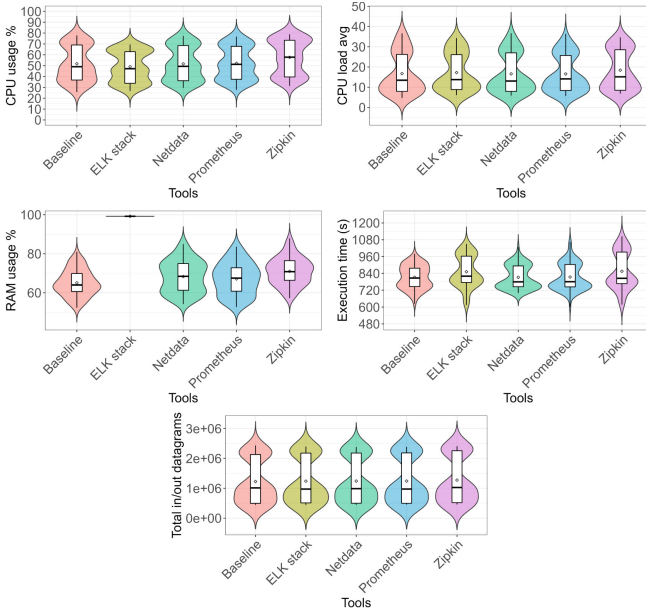 CPU usage %
100
90
80
70
60
50
40
30
20
10
0
Baseline
ELK stack
Netdata
Prometheus
Zipkin
Tools
CPU load avg
50
40
30
20
10
0
Baseline
ELK stack
Netdata
Prometheus
Zipkin
Tools
RAM usage %
100
80
60
Baseline
ELK stack
Netdata
Prometheus
Zipkin
Tools
Execution time (s)
1200
1080
960
840
720
600
480
Baseline
ELK stack
Netdata
Prometheus
Zipkin
Tools
Total in/out datagrams
3e+06
2e+06
1e+06
0e+00
Baseline
ELK stack
Netdata
Prometheus
Zipkin
Tools